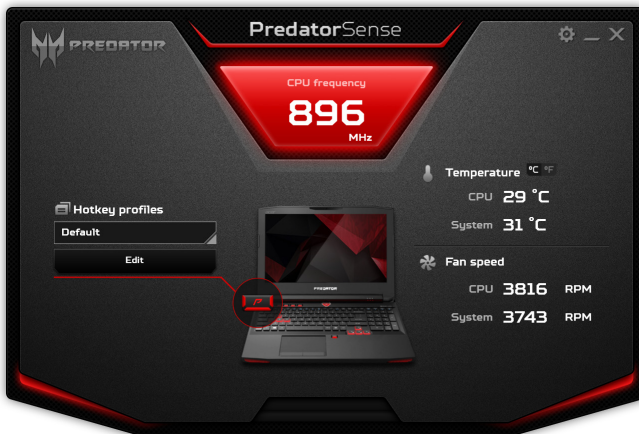 PREDATOR
PredatorSense
CPU frequency
896
MHz
Temperature °C °F
CPU 29 °C
System 31 °C
Hotkey profiles
Default
Edit
Fan speed
CPU 3816 RPM
System 3743 RPM
PREDATOR
P